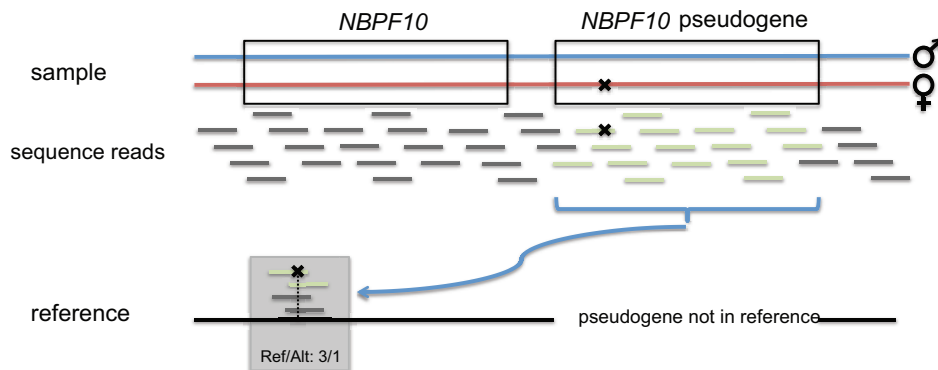 NBPF10
NBPF10 pseudogene
sample
sequence reads
reference
pseudogene not in reference
Ref/Alt: 3/1